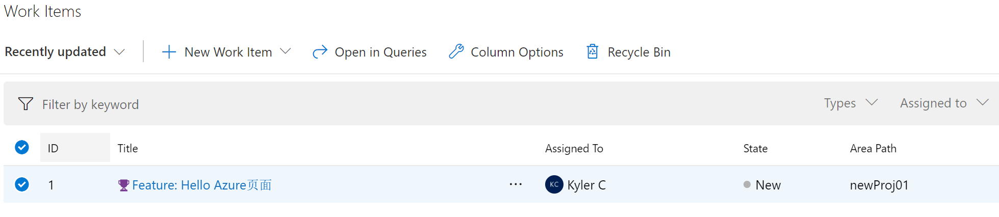 Work Items
Recently updated New Work Item Open in Queries Column Options Recycle Bin
Filter by keyword Types Assigned to
ID Title Assigned To State Area Path
1 Feature: Hello Azure页面 ... KC Kyler C New newProj01